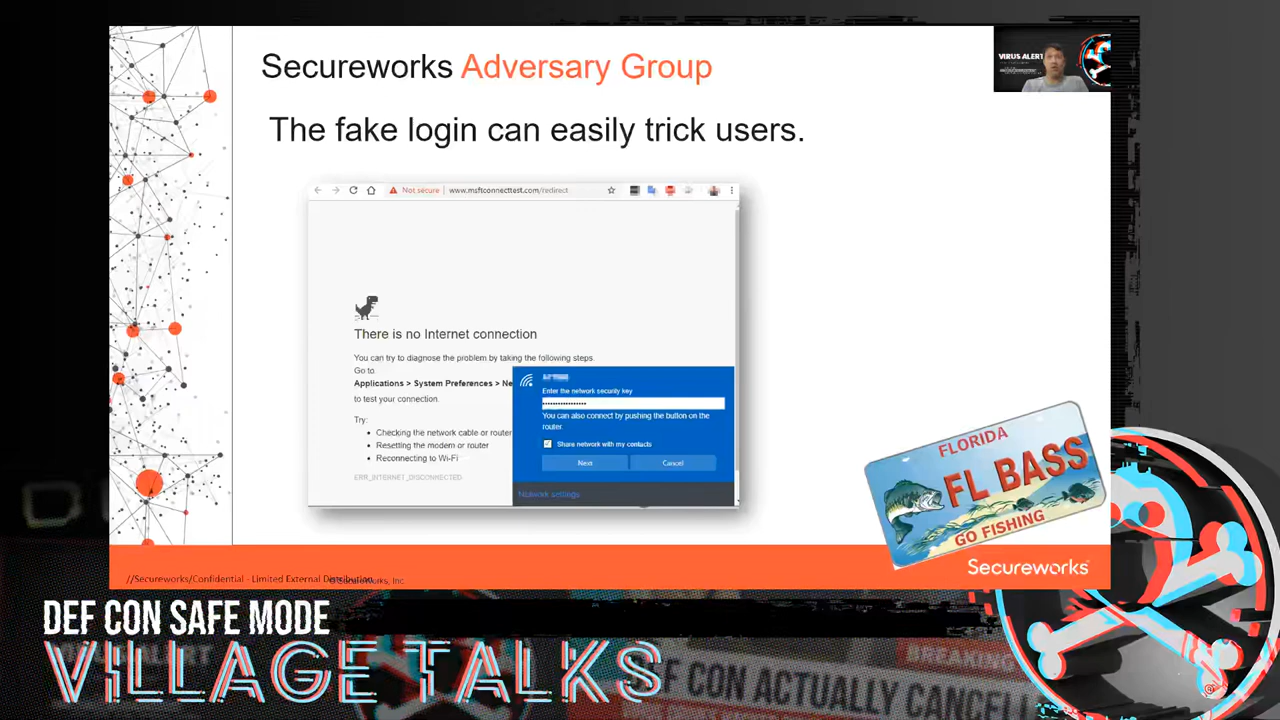 Secureworks Adversary Group
VIRUS ALERT
The fake login can easily trick users.
Not secure
www.msftconnecttest.com/redirect
There is no Internet connection
You can try to diagnose the problem by taking the following steps.
Go to
Applications > System Preferences > Ne
to test your connection.
Try:
Checking the network cable or router
Resetting the modem or router
Reconnecting to Wi-Fi
ERR_INTERNET_DISCONNECTED
Enter the network security key
You can also connect by pushing the button on the
router.
Share network with my contacts
Next
Cancel
Network settings
FLORIDA
FL BASS
GO FISHING
Secureworks
//Secureworks/Confidential - Limited External Distribution
DEF CON SAFE MODE
VILLAGE TALKS
BREAKING
DEF CON ACTUALLY CANCELL